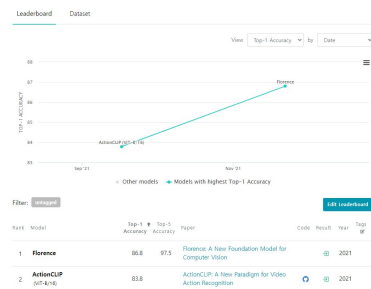 Leaderboard Dataset
View Top-1 Accuracy by Date
88
87
86
85
84
83
TOP-1 ACCURACY
Florence
ActionCLIP (ViT-B/16)
Sep '21 Nov '21
Other models Models with highest Top-1 Accuracy
Filter: untagged Edit Leaderboard
Rank Model Top-1 Accuracy Top-5 Accuracy Paper Code Result Year Tags
1 Florence 86.8 97.5 Florence: A New Foundation Model for
Computer Vision 2021
2 ActionCLIP
(ViT-B/16) 83.8 ActionCLIP: A New Paradigm for Video
Action Recognition 2021